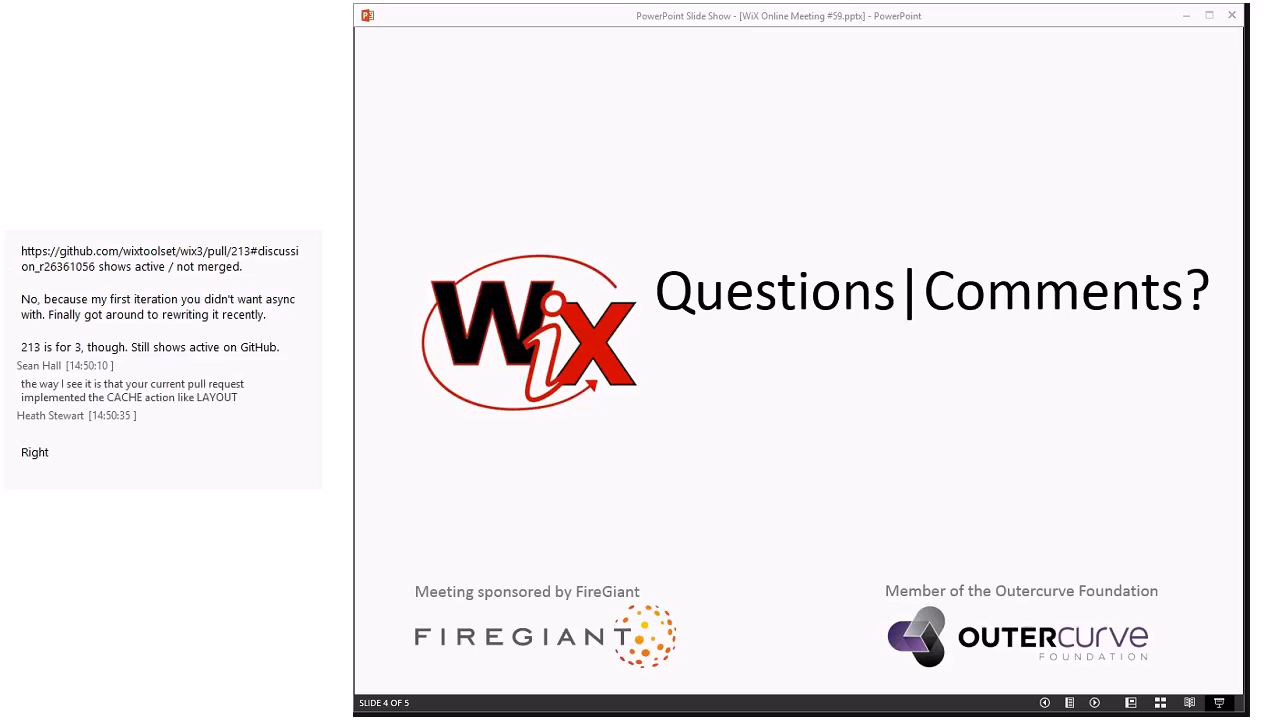 PowerPoint Slide Show - [WiX Online Meeting #59.pptx] - PowerPoint
https://github.com/wixtoolset/wix3/pull/213#discussi
on_r26361056 shows active / not merged.
No, because my first iteration you didn't want async
with. Finally got around to rewriting it recently.
213 is for 3, though. Still shows active on GitHub.
Sean Hall [14:50:10 ]
the way I see it is that your current pull request
implemented the CACHE action like LAYOUT
Heath Stewart [14:50:35 ]
Right
WiX
Questions|Comments?
Meeting sponsored by FireGiant
FIREGIANT
Member of the Outercurve Foundation
OUTERCURVE
FOUNDATION
SLIDE 4 OF 5